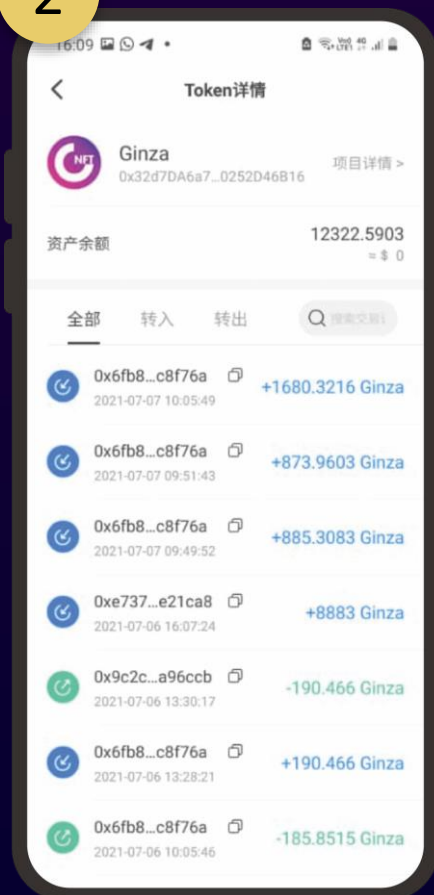 2
16:09
Token详情
NFT
Ginza
0x32d7DA6a7...0252D46B16
项目详情 >
资产余额
12322.5903
≈ $ 0
全部 转入 转出
0x6fb8...c8f76a
+1680.3216 Ginza
2021-07-07 10:05:49
0x6fb8...c8f76a
+873.9603 Ginza
2021-07-07 09:51:43
0x6fb8...c8f76a
+885.3083 Ginza
2021-07-07 09:49:52
0xe737...e21ca8
+8883 Ginza
2021-07-06 16:07:24
0x9c2c...a96ccb
-190.466 Ginza
2021-07-06 13:30:17
0x6fb8...c8f76a
+190.466 Ginza
2021-07-06 13:28:21
0x6fb8...c8f76a
-185.8515 Ginza
2021-07-06 10:05:46